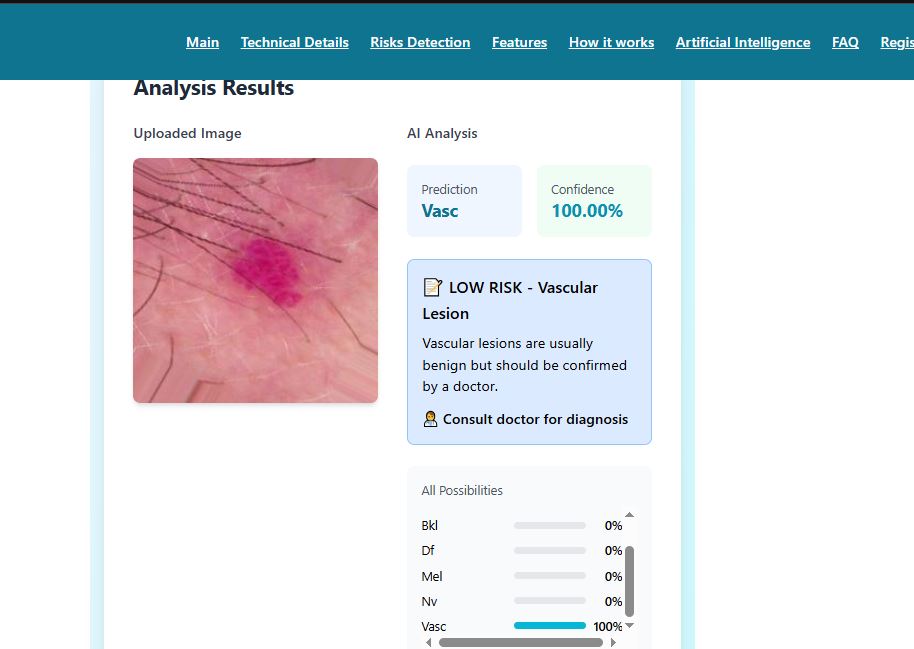 Main Technical Details Risks Detection Features How it works Artificial Intelligence FAQ Regis
Analysis Results
Uploaded Image
AI Analysis
Prediction
Vasc
Confidence
100.00%
📝 LOW RISK - Vascular
Lesion
Vascular lesions are usually
benign but should be confirmed
by a doctor.
👩‍⚕️ Consult doctor for diagnosis
All Possibilities
Bkl 0%
Df 0%
Mel 0%
Nv 0%
Vasc 100%